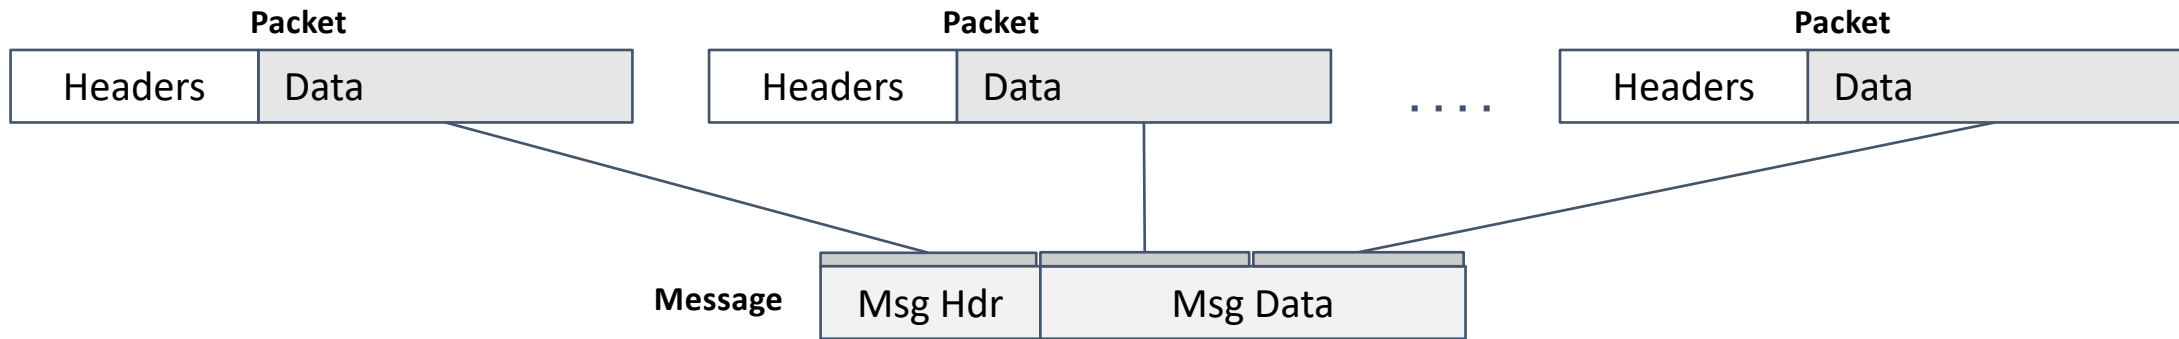 Packet Packet Packet
Headers Data Headers Data . . . . Headers Data
Message Msg Hdr Msg Data